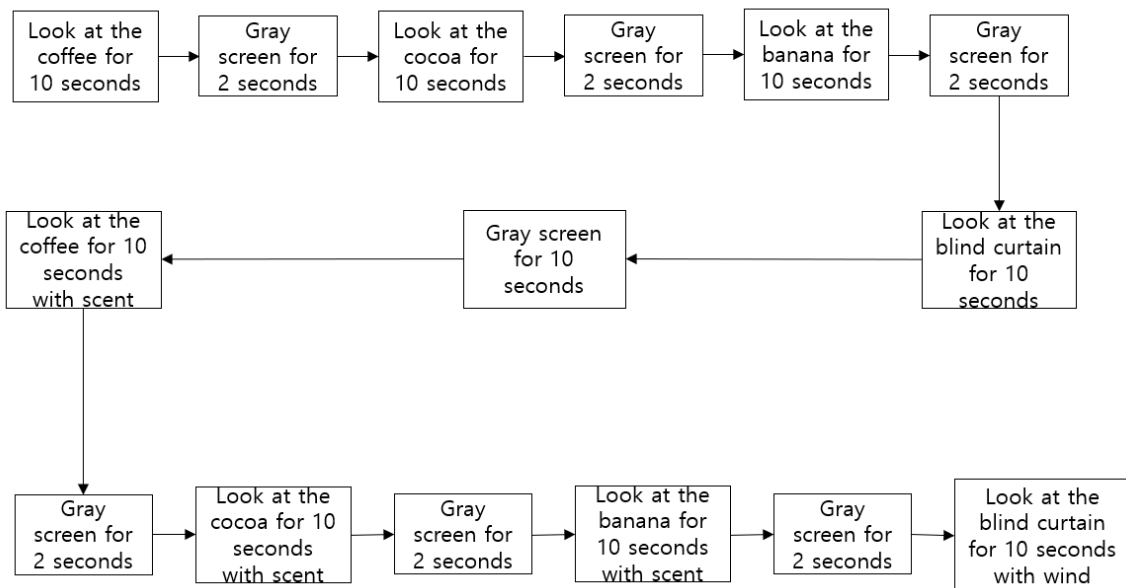 Look at the
coffee for
10 seconds
Gray
screen for
2 seconds
Look at the
cocoa for
10 seconds
Gray
screen for
2 seconds
Look at the
banana for
10 seconds
Gray
screen for
2 seconds
Look at the
blind curtain
for 10
seconds
Gray screen
for 10
seconds
Look at the
coffee for 10
seconds
with scent
Gray
screen for
2 seconds
Look at the
cocoa for 10
seconds
with scent
Gray
screen for
2 seconds
Look at the
banana for
10 seconds
with scent
Gray
screen for
2 seconds
Look at the
blind curtain
for 10 seconds
with wind